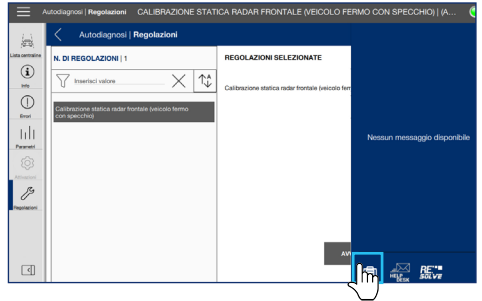 Autodiagnosi | Regolazioni CALIBRAZIONE STATICA RADAR FRONTALE (VEICOLO FERMO CON SPECCHIO) | (A...
Autodiagnosi | Regolazioni
Lista centraline
Info
Errori
Parametri
Attivazioni
Regolazioni
N. DI REGOLAZIONI | 1
Inserisci valore
Calibrazione statica radar frontale (veicolo fermo
con specchio)
REGOLAZIONI SELEZIONATE
Calibrazione statica radar frontale (veicolo fer
AV
Nessun messaggio disponibile
HELP
DESK
RE
SOLVE